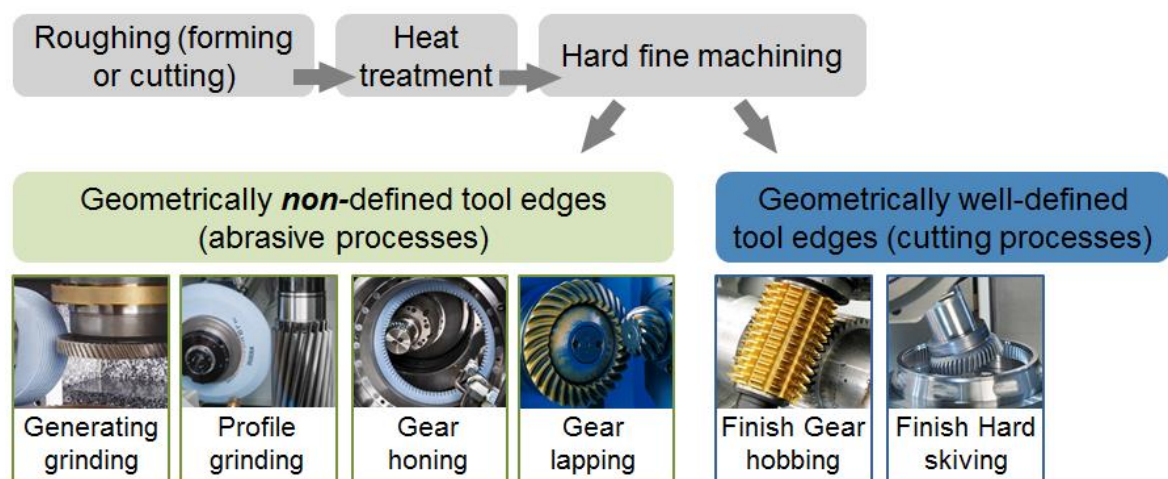 Roughing (forming
or cutting)
Heat
treatment
Hard fine machining
Geometrically non-defined tool edges
(abrasive processes)
Geometrically well-defined
tool edges (cutting processes)
Generating
grinding
Profile
grinding
Gear
honing
Gear
lapping
Finish Gear
hobbing
Finish Hard
skiving